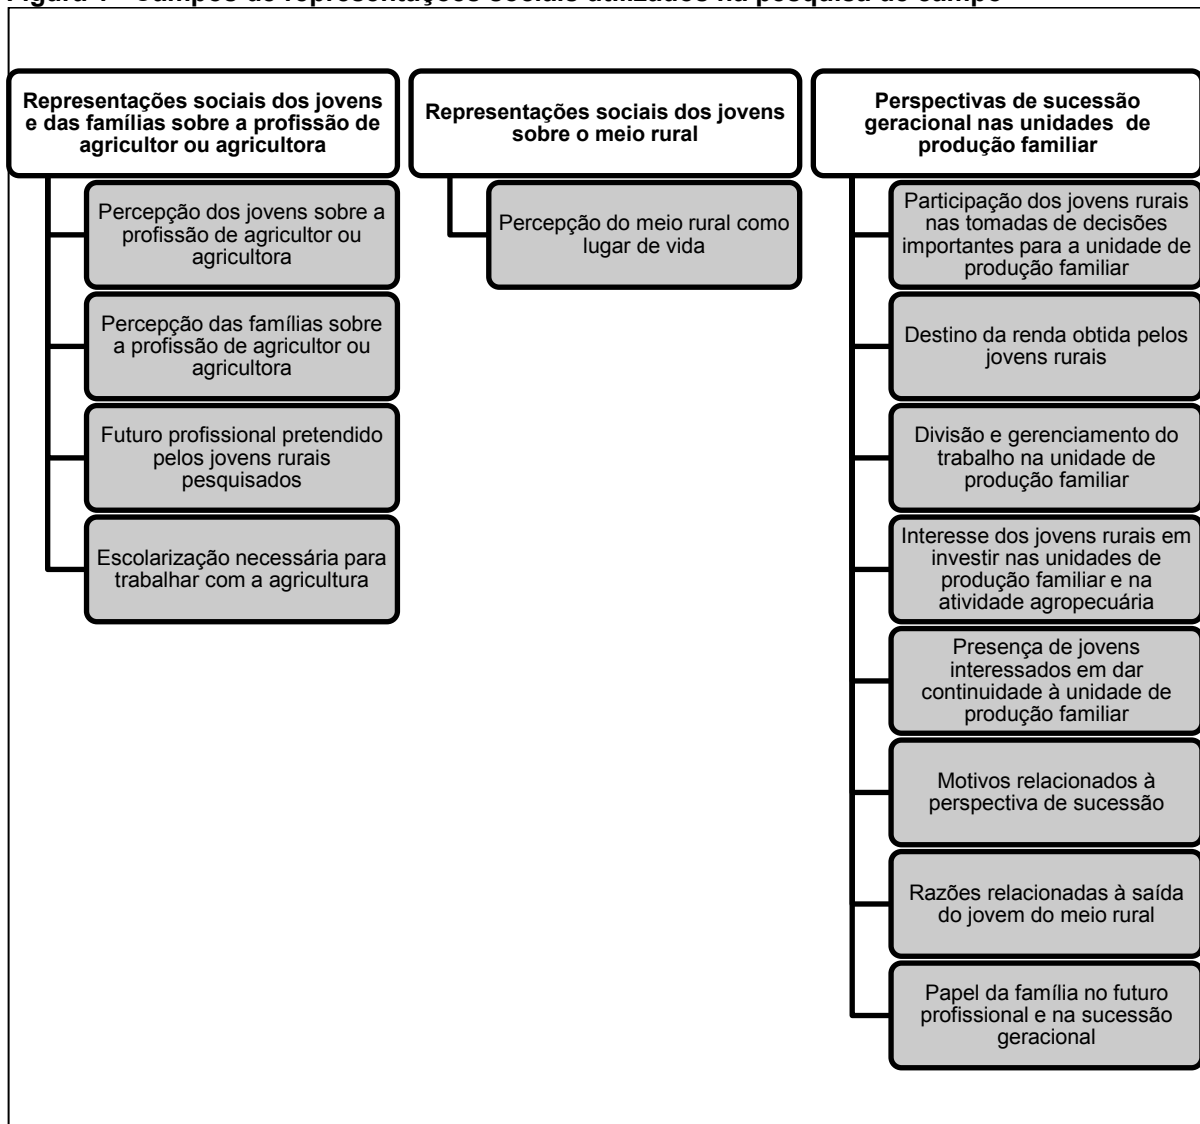 Representações sociais dos jovens
e das famílias sobre a profissão de
agricultor ou agricultora
Percepção dos jovens sobre a
profissão de agricultor ou
agricultora
Percepção das famílias sobre
a profissão de agricultor ou
agricultora
Futuro profissional pretendido
pelos jovens rurais
pesquisados
Escolarização necessária para
trabalhar com a agricultura
Representações sociais dos jovens
sobre o meio rural
Percepção do meio rural como
lugar de vida
Perspectivas de sucessão
geracional nas unidades de
produção familiar
Participação dos jovens rurais
nas tomadas de decisões
importantes para a unidade de
produção familiar
Destino da renda obtida pelos
jovens rurais
Divisão e gerenciamento do
trabalho na unidade de
produção familiar
Interesse dos jovens rurais em
investir nas unidades de
produção familiar e na
atividade agropecuária
Presença de jovens
interessados em dar
continuidade à unidade de
produção familiar
Motivos relacionados à
perspectiva de sucessão
Razões relacionadas à saída
do jovem do meio rural
Papel da família no futuro
profissional e na sucessão
geracional